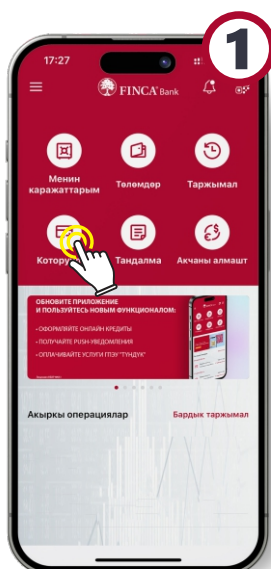 1
17:27
FINCA Bank
Менин
каражаттарым
Төлөмдөр
Таржымал
Тандалма
Акчаны алмашт
ОБНОВИТЕ ПРИЛОЖЕНИЕ
И ПОЛЬЗУЙТЕСЬ НОВЫМ ФУНКЦИОНАЛОМ:
- ОФОРМЛЯЙТЕ ОНЛАЙН КРЕДИТЫ
- ПОЛУЧАЙТЕ PUSH-УВЕДОМЛЕНИЯ
- ОПЛАЧИВАЙТЕ УСЛУГИ ГПЭУ "ТУНДУК"
Акыркы операциялар
Бардык таржымал